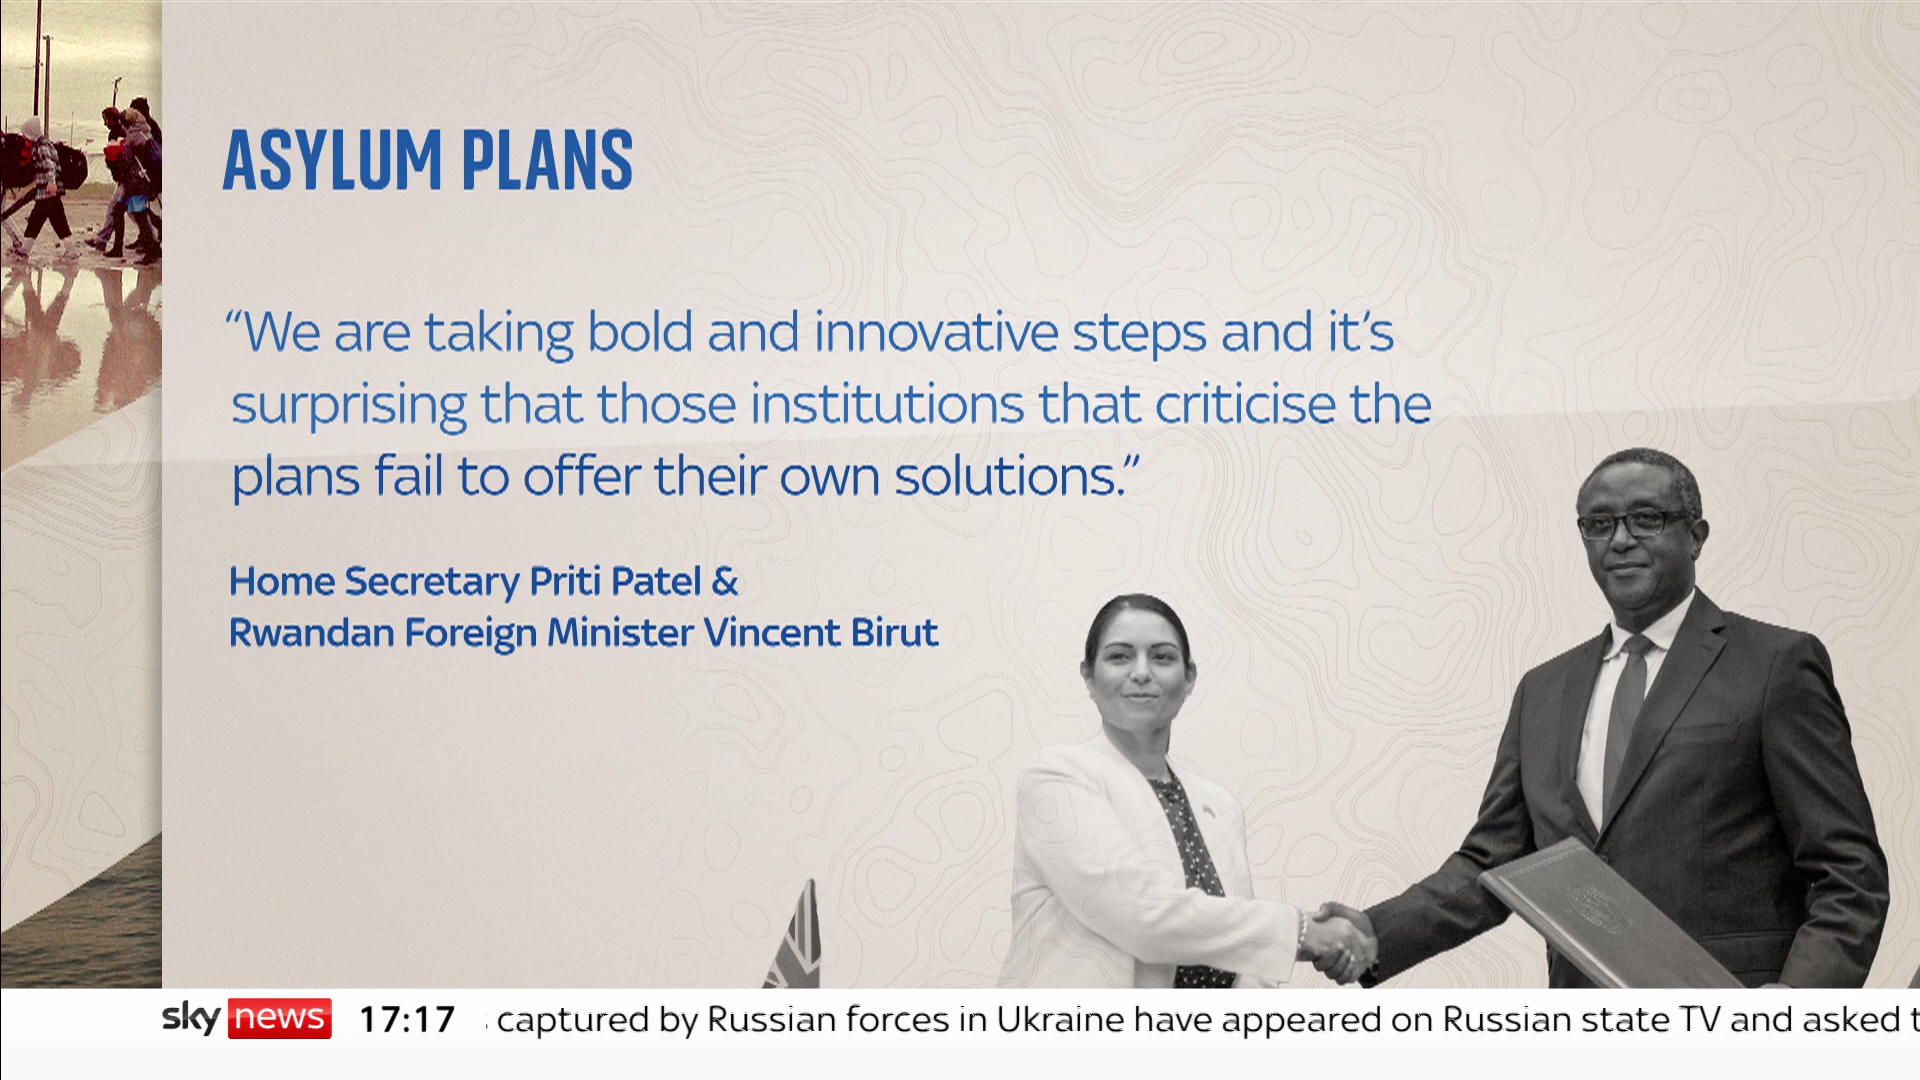 ASYLUM PLANS
“We are taking bold and innovative steps and it’s
surprising that those institutions that criticise the
plans fail to offer their own solutions.”
Home Secretary Priti Patel &
Rwandan Foreign Minister Vincent Birut
sky news 17:17 captured by Russian forces in Ukraine have appeared on Russian state TV and asked